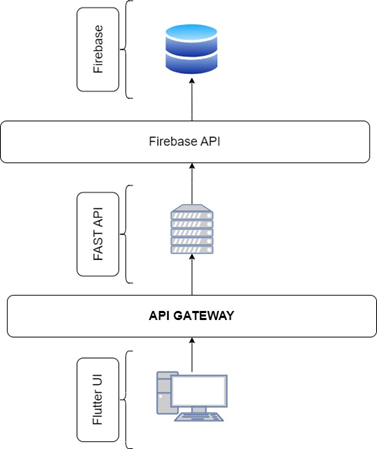 Firebase
Firebase API
FAST API
API GATEWAY
Flutter UI